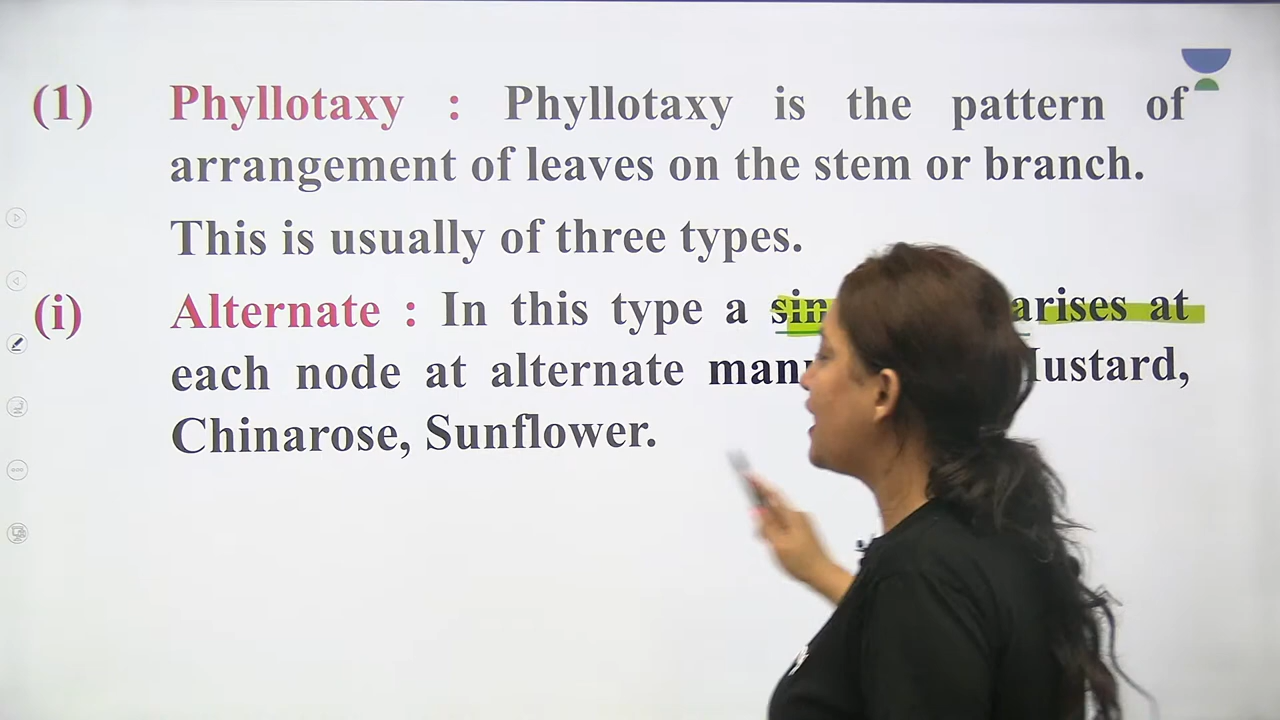 (1) Phyllotaxy : Phyllotaxy is the pattern of
arrangement of leaves on the stem or branch.
This is usually of three types.
(i) Alternate : In this type a arises at
each node at alternate
Chinarose, Sunflower.